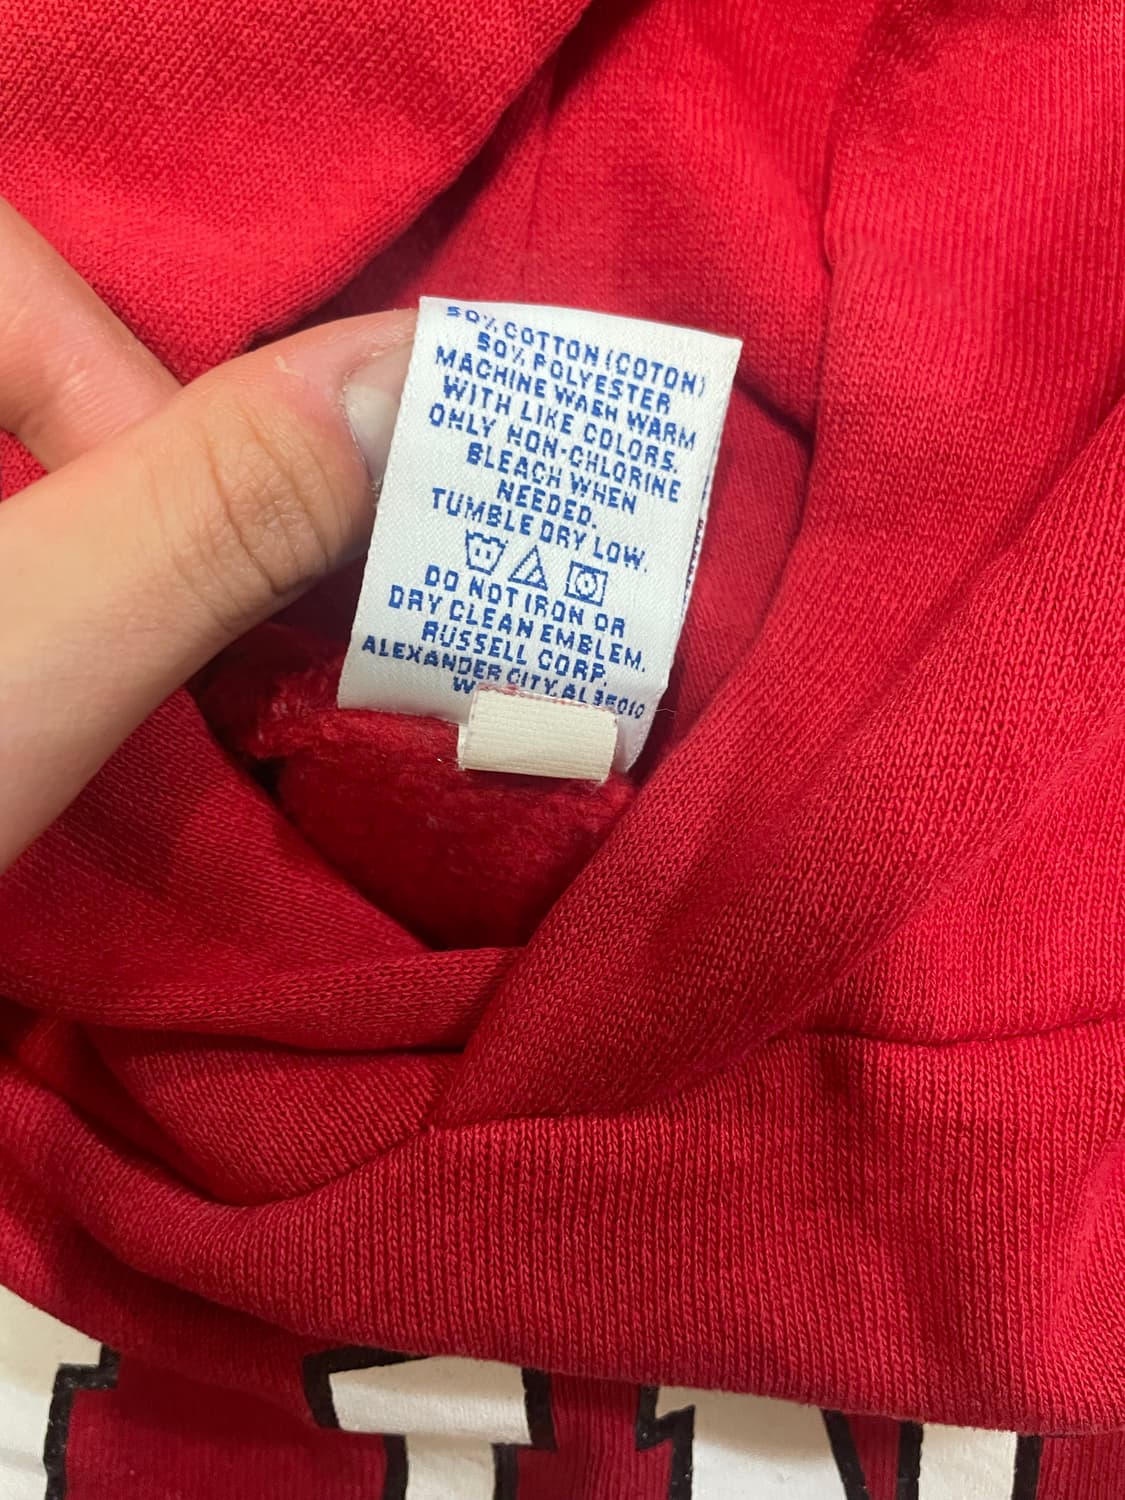 50% COTTON (COTON)
50% POLYESTER
MACHINE WASH WARM
WITH LIKE COLORS.
ONLY NON-CHLORINE
BLEACH WHEN
NEEDED.
TUMBLE DRY LOW.
DO NOT IRON OR
DRY CLEAN EMBLEM.
RUSSELL CORP.
ALEXANDER CITY, AL 35010